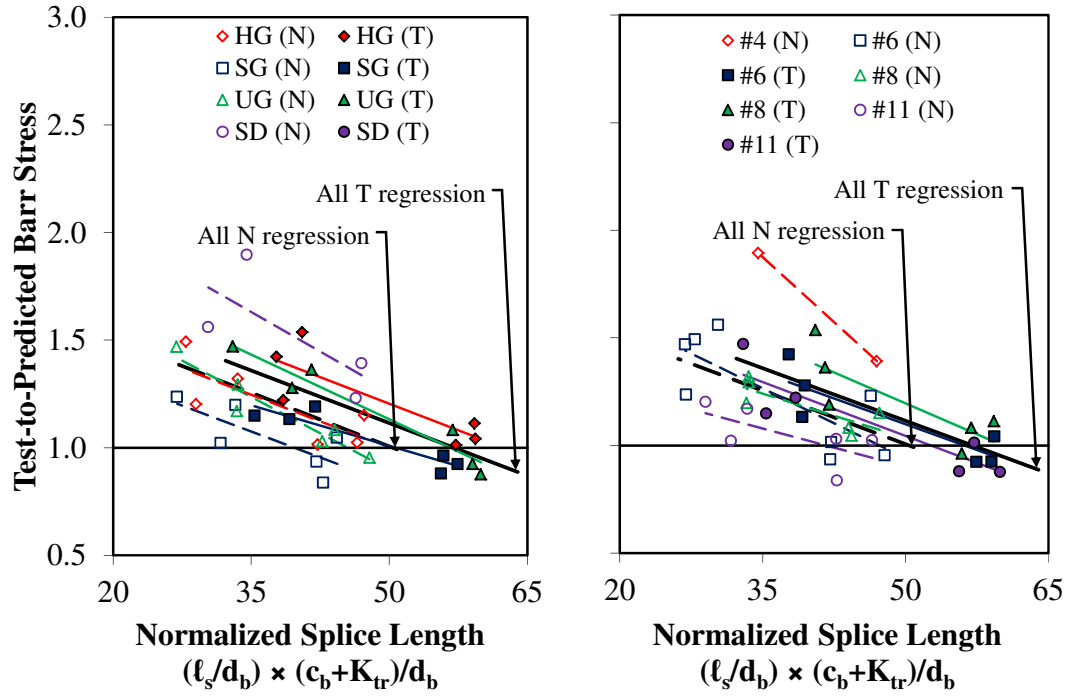 Test-to-Predicted Barr Stress
3.0
2.5
2.0
1.5
1.0
0.5
HG (N) HG (T)
SG (N) SG (T)
UG (N) UG (T)
SD (N) SD (T)
All T regression
All N regression
20 35 50 65
Normalized Splice Length
(ℓs/db) × (cb+Ktr)/db
#4 (N) #6 (N)
#6 (T) #8 (N)
#8 (T) #11 (N)
#11 (T)
All T regression
All N regression
20 35 50 65
Normalized Splice Length
(ℓs/db) × (cb+Ktr)/db